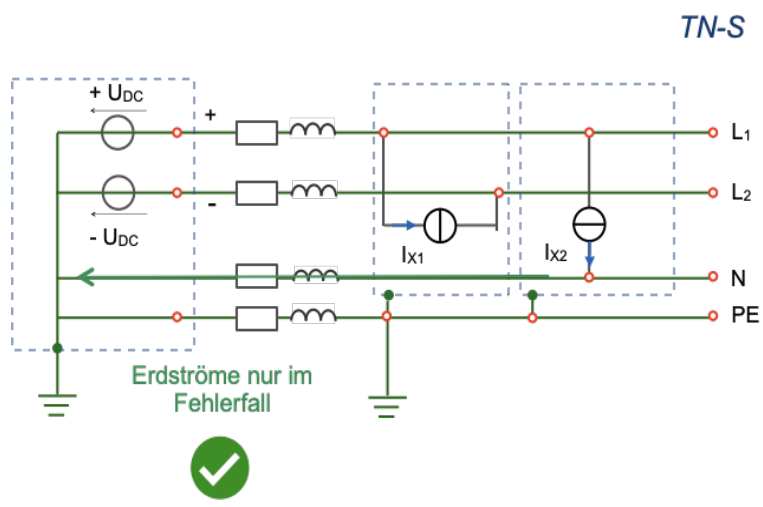 TN-S
+ UDC
+
L1
-
L2
- UDC
IX1
IX2
N
PE
Erdströme nur im
Fehlerfall